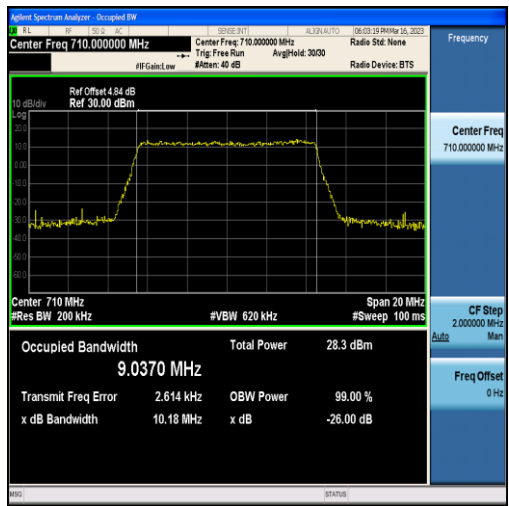 Agilent Spectrum Analyzer - Occupied BW
RL RF 50 Ω AC SENSE:INT ALIGN AUTO 06:03:19 PM Mar 16, 2023
Center Freq 710.000000 MHz Center Freq: 710.000000 MHz Radio Std: None Frequency
Trig: Free Run Avg|Hold: 30/30
#IFGain:Low #Atten: 40 dB Radio Device: BTS
Ref Offset 4.84 dB
10 dB/div Ref 30.00 dBm
Log
20.0
10.0
0.00
-10.0
-20.0
-30.0
-40.0
-50.0
-60.0
Center Freq
710.000000 MHz
Center 710 MHz Span 20 MHz
#Res BW 200 kHz #VBW 620 kHz #Sweep 100 ms
CF Step
2.000000 MHz
Auto Man
Occupied Bandwidth Total Power 28.3 dBm
9.0370 MHz
Freq Offset
0 Hz
Transmit Freq Error 2.614 kHz OBW Power 99.00 %
x dB Bandwidth 10.18 MHz x dB -26.00 dB
MSG STATUS